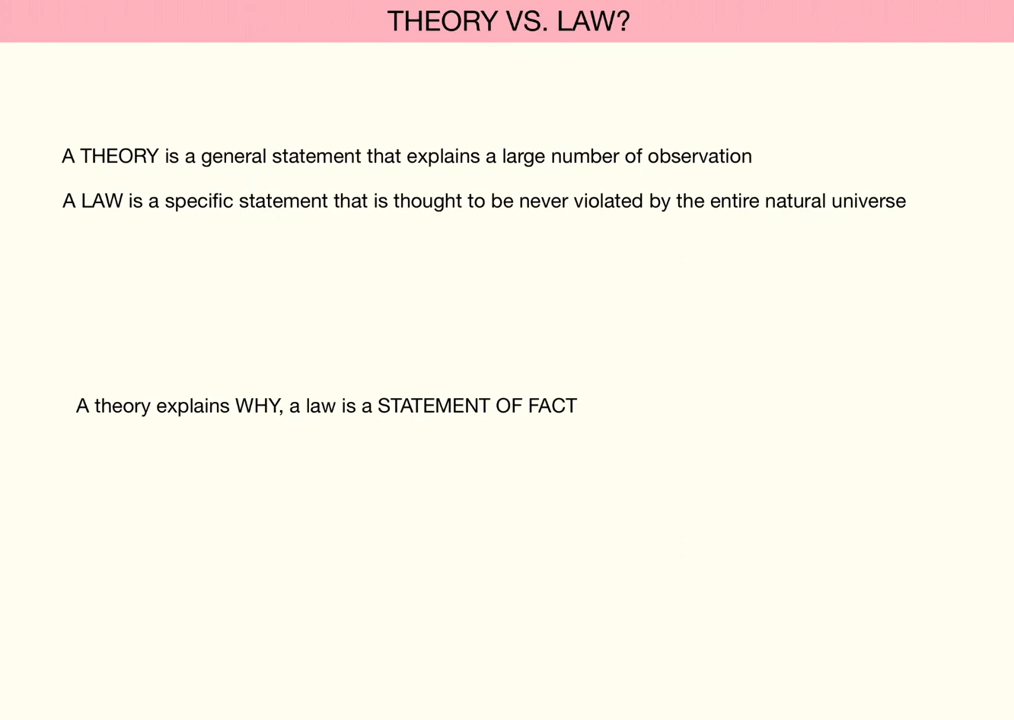 THEORY VS. LAW?
A THEORY is a general statement that explains a large number of observation
A LAW is a specific statement that is thought to be never violated by the entire natural universe
A theory explains WHY, a law is a STATEMENT OF FACT